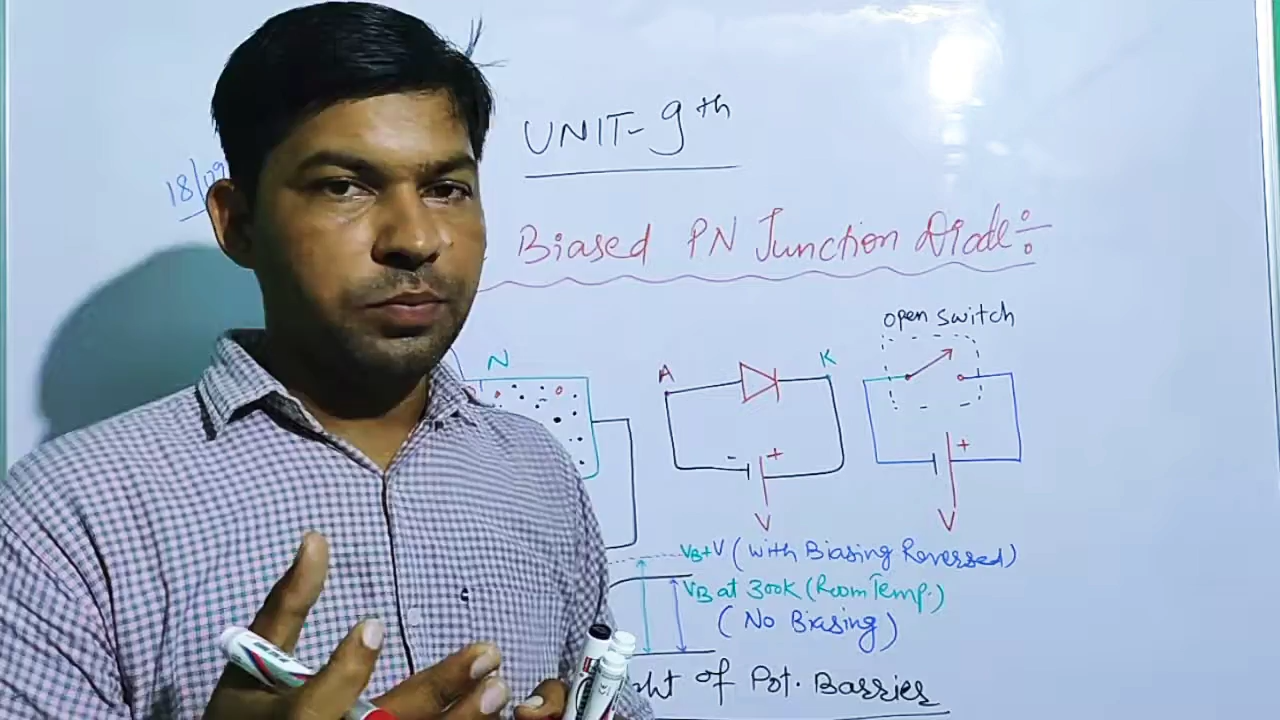 UNIT-9th
18/09
Biased PN Junction Diode÷
open switch
N
A
K
- +
+
V
V
VB+V (with Biasing Reversed)
VB at 300K (Room Temp.)
(No Biasing)
of Pot. Barrier